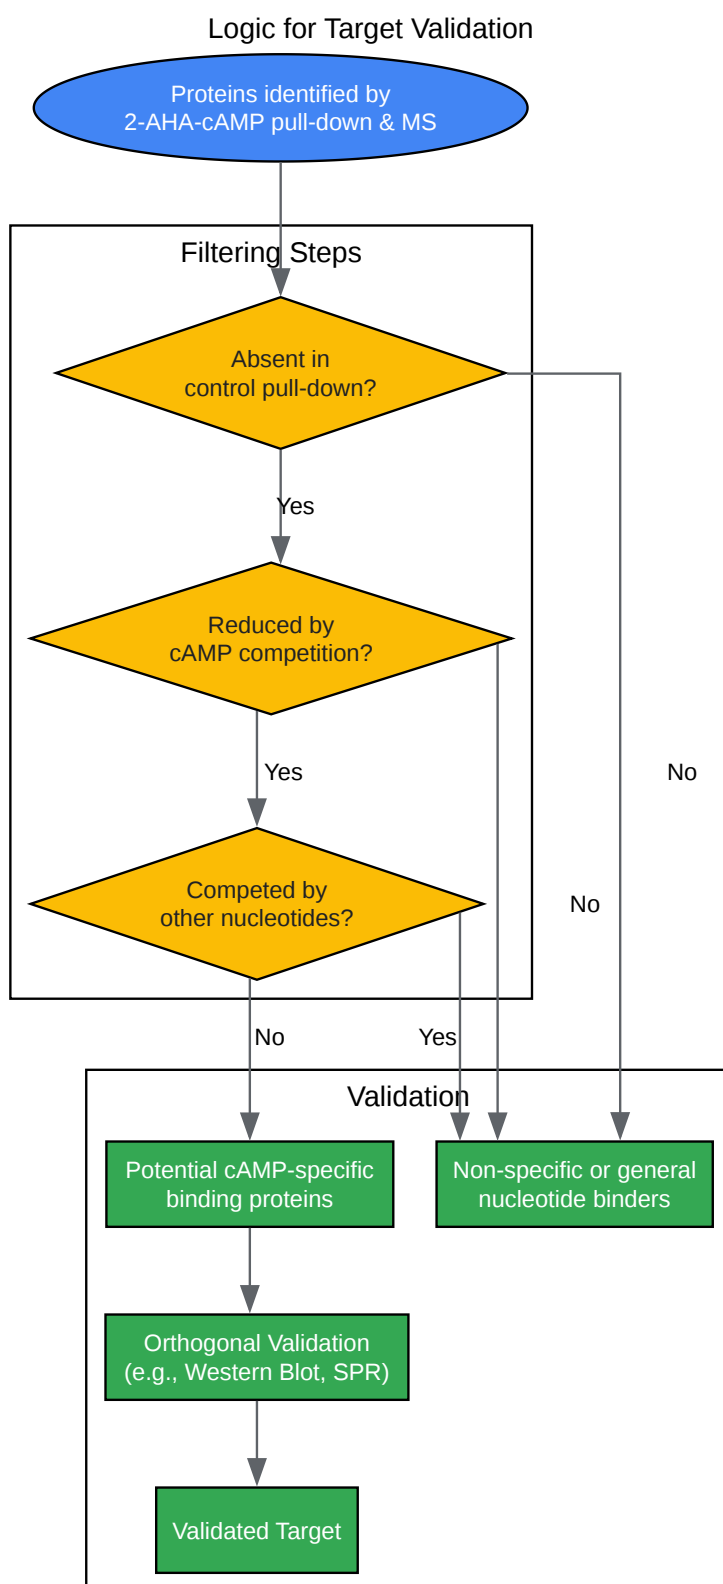 Logic for Target Validation
Proteins identified by
2-AHA-cAMP pull-down & MS
Filtering Steps
Absent in
control pull-down?
Yes
Reduced by
cAMP competition?
Yes
No
Competed by
other nucleotides?
No
No
Yes
Validation
Potential cAMP-specific
binding proteins
Non-specific or general
nucleotide binders
Orthogonal Validation
(e.g., Western Blot, SPR)
Validated Target